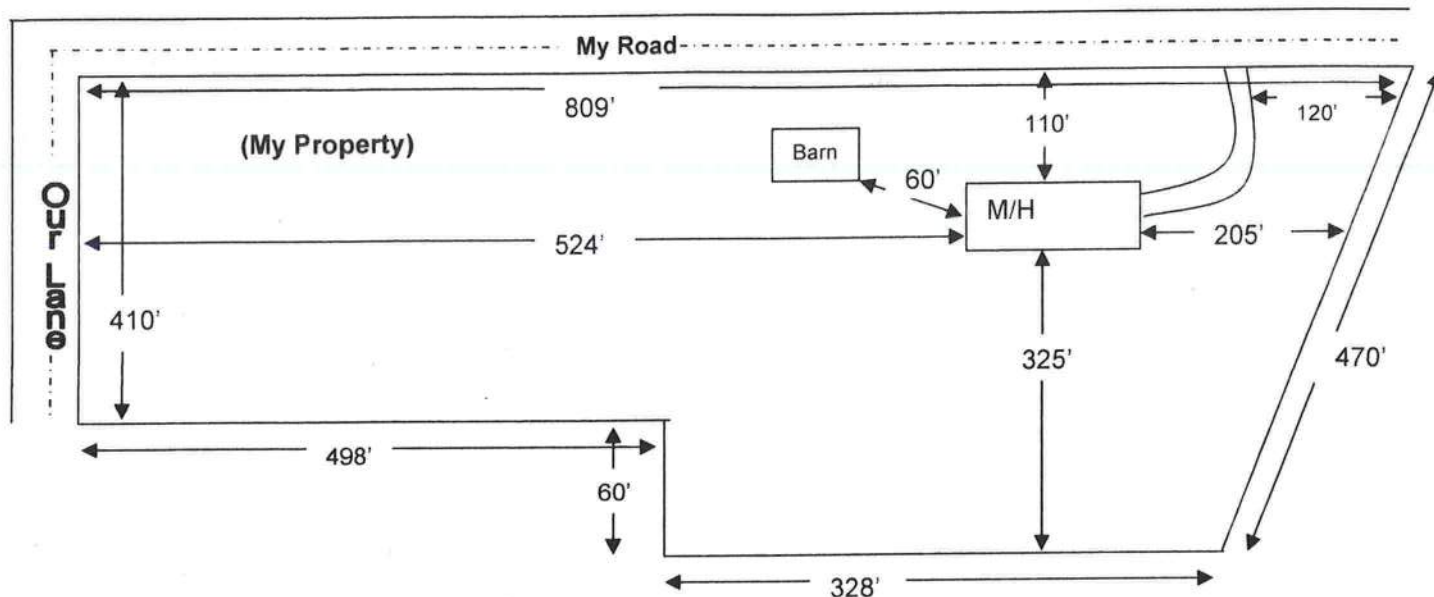 My Road
809'
110'
120'
(My Property)
Barn
60'
M/H
Our Lane
524'
205'
410'
325'
470'
498'
60'
328'